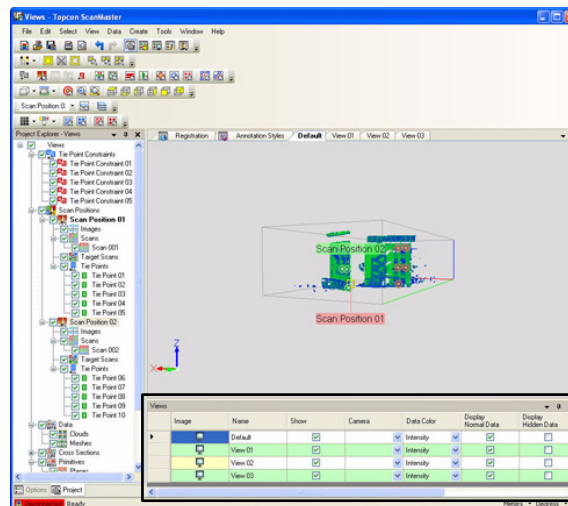 Views - Topcon ScanMaster
File Edit Select View Data Create Tools Window Help
Scan Position 0
Project Explorer - Views
Registration Annotation Styles Default View 01 View 02 View 03
Views
Tie Point Constraints
Tie Point Constraint 01
Tie Point Constraint 02
Tie Point Constraint 03
Tie Point Constraint 04
Tie Point Constraint 05
Scan Positions
Scan Position 01
Images
Scans
Scan-001
Target Scans
Tie Points
Tie Point 01
Tie Point 02
Tie Point 03
Tie Point 04
Tie Point 05
Scan Position 02
Images
Scans
Scan-002
Target Scans
Tie Points
Tie Point 06
Tie Point 07
Tie Point 08
Tie Point 09
Tie Point 10
Data
Clouds
Meshes
Cross Sections
Primitives
Planes
Options Project
Scan Position 02
Scan Position 01
Z
X
Views
Image Name Show Camera Data Color Display Normal Data Display Hidden Data
Default Intensity
View 01 Intensity
View 02 Intensity
View 03 Intensity
Disconnected Ready Meters Degrees